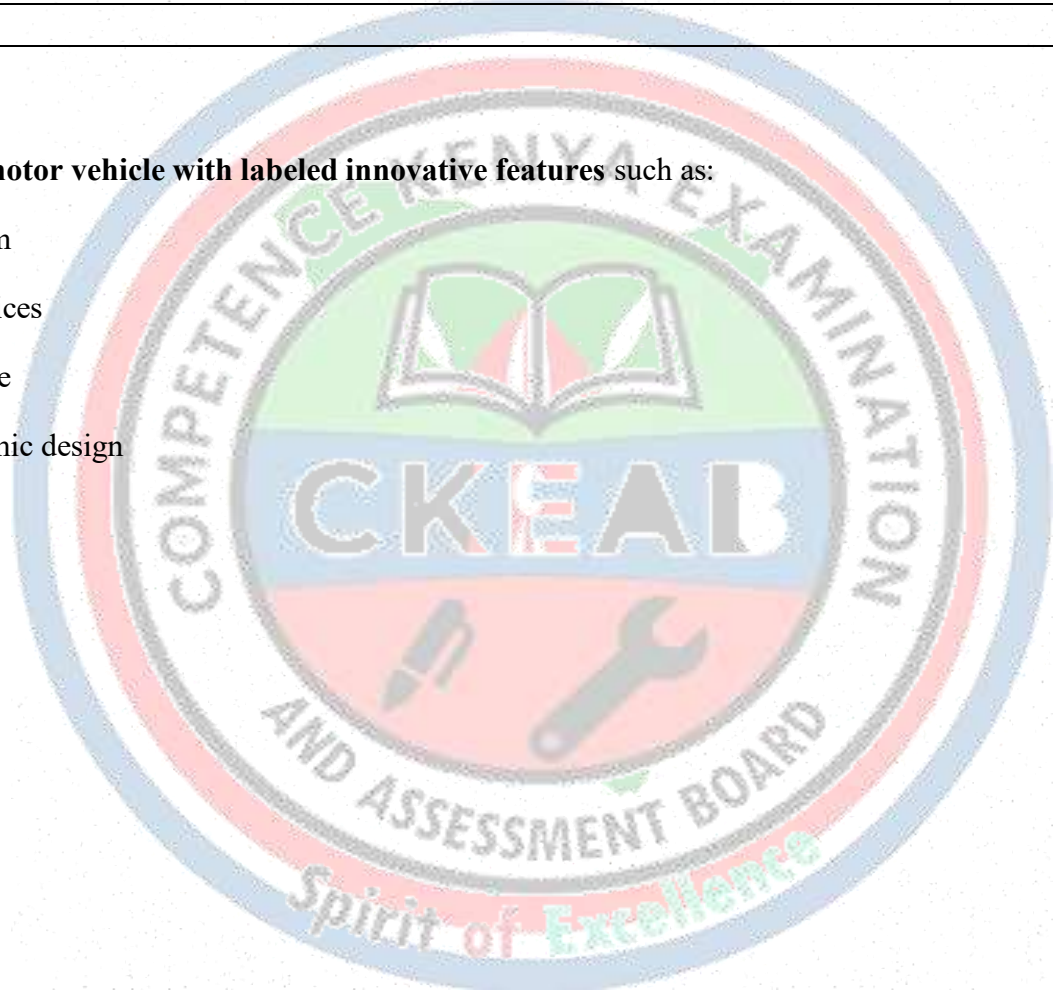 motor vehicle with labeled innovative features such as:
m
ices
e
nic design
COMPETENCE KENYA EXAMINATION
CKEAB
AND ASSESSMENT BOARD
Spirit of Excellence